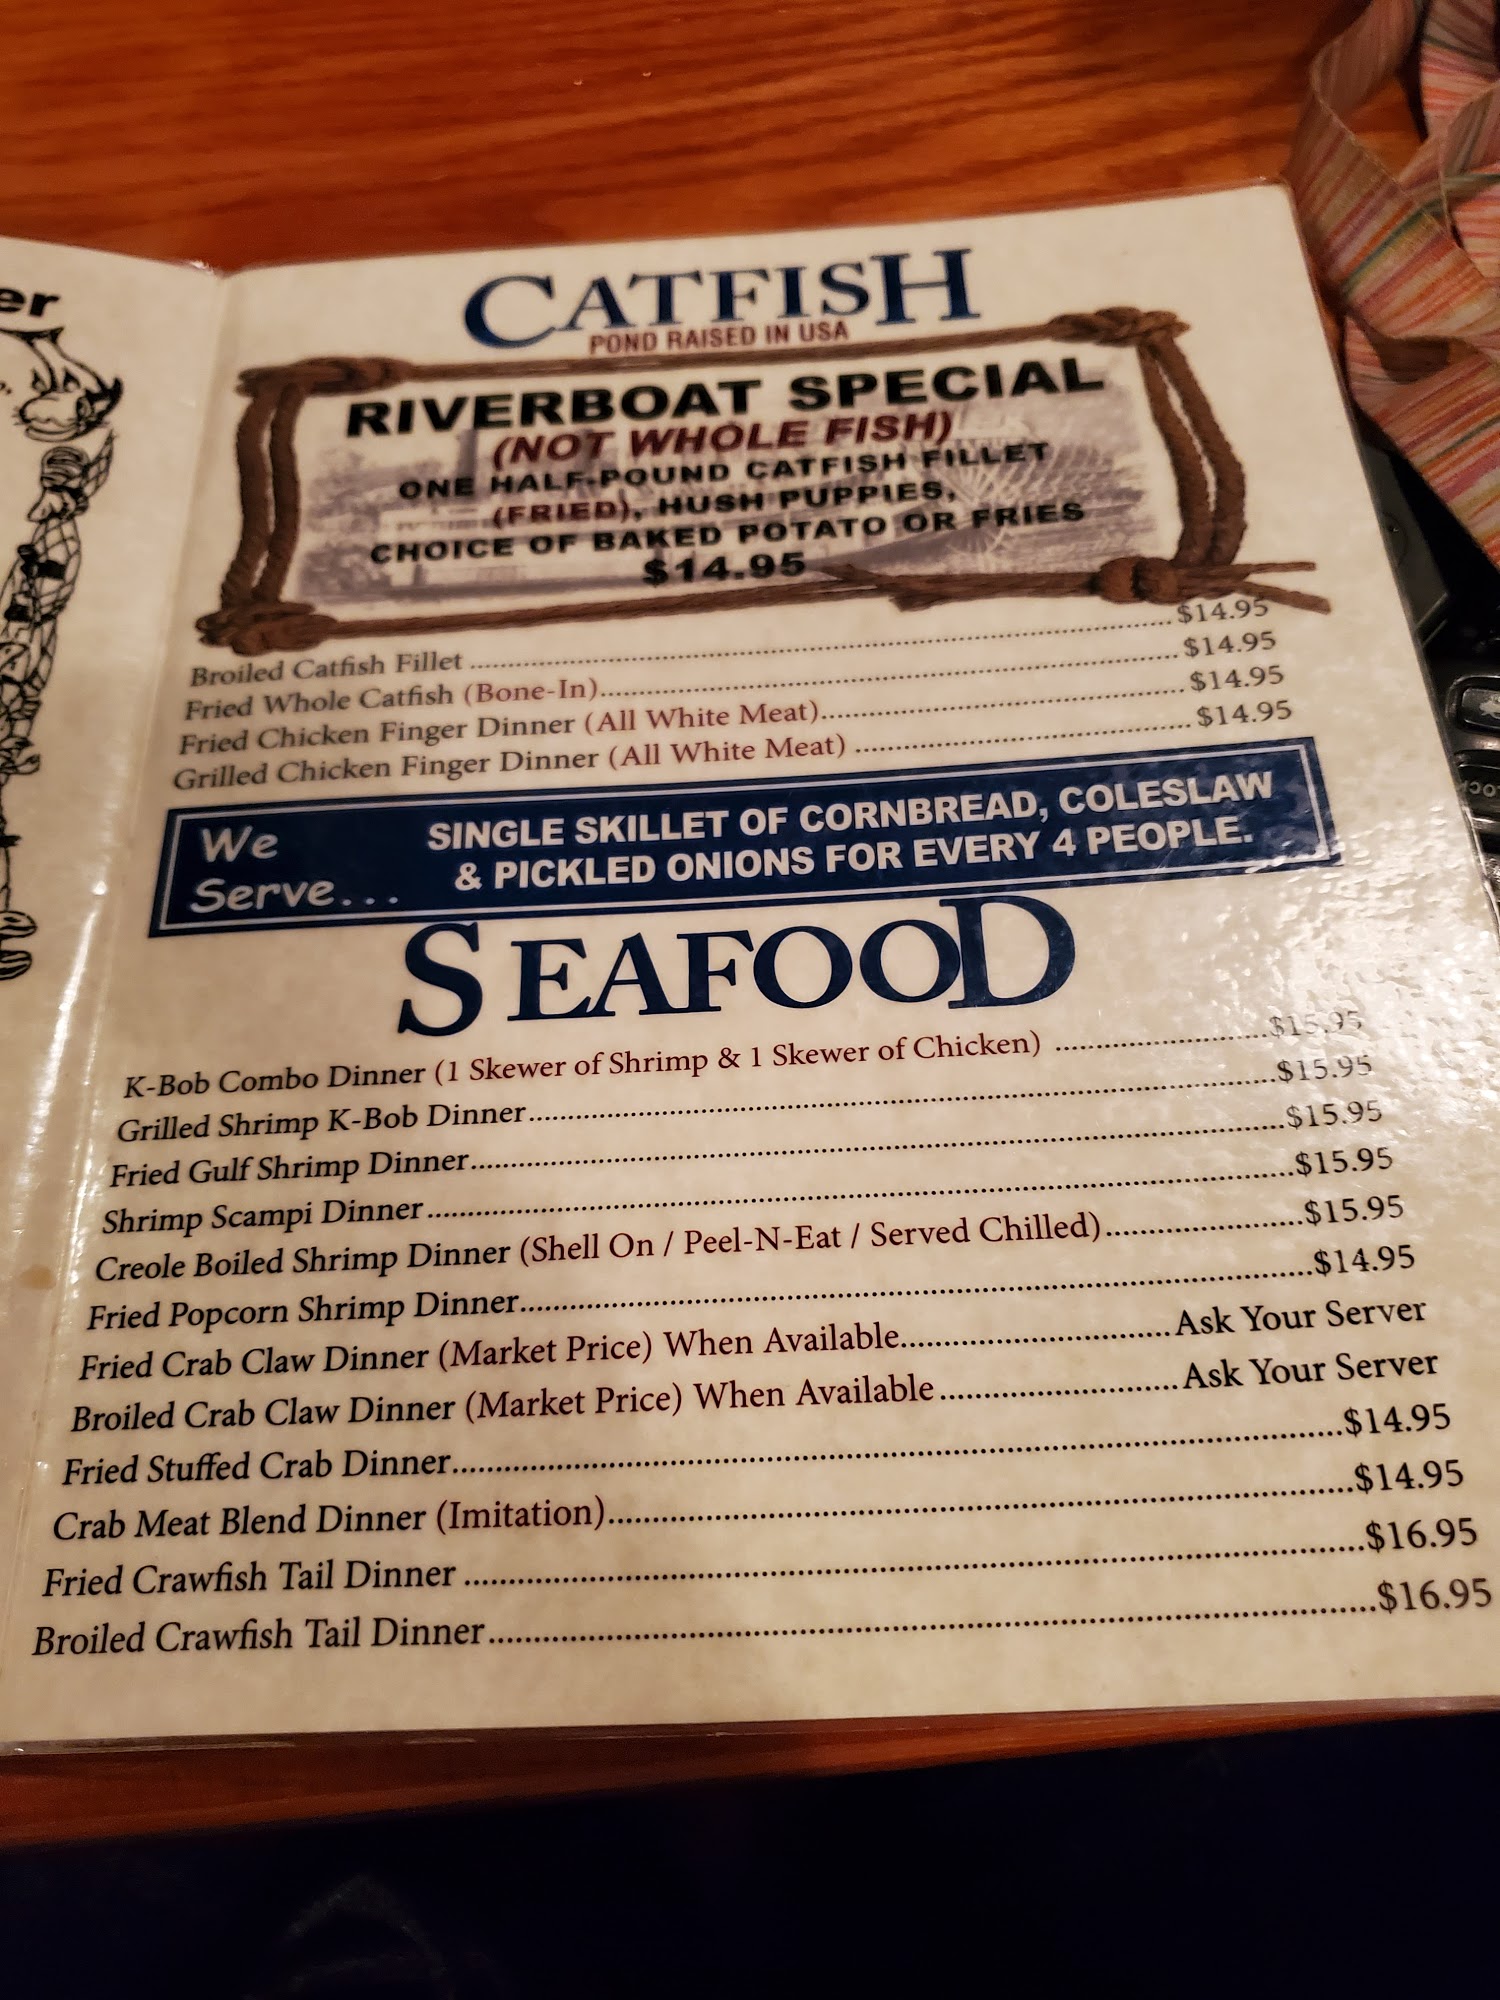 er
CATFISH
POND RAISED IN USA
RIVERBOAT SPECIAL
(NOT WHOLE FISH)
ONE HALF-POUND CATFISH FILLET
(FRIED), HUSH PUPPIES,
CHOICE OF BAKED POTATO OR FRIES
$14.95
Broiled Catfish Fillet ..... $14.95
Fried Whole Catfish (Bone-In)..... $14.95
Fried Chicken Finger Dinner (All White Meat)..... $14.95
Grilled Chicken Finger Dinner (All White Meat) ..... $14.95
We Serve...
SINGLE SKILLET OF CORNBREAD, COLESLAW
& PICKLED ONIONS FOR EVERY 4 PEOPLE.
SEAFOOD
K-Bob Combo Dinner (1 Skewer of Shrimp & 1 Skewer of Chicken) ..... $15.95
Grilled Shrimp K-Bob Dinner..... $15.95
Fried Gulf Shrimp Dinner..... $15.95
Shrimp Scampi Dinner ..... $15.95
Creole Boiled Shrimp Dinner (Shell On / Peel-N-Eat / Served Chilled)..... $15.95
Fried Popcorn Shrimp Dinner..... $14.95
Fried Crab Claw Dinner (Market Price) When Available..... Ask Your Server
Broiled Crab Claw Dinner (Market Price) When Available ..... Ask Your Server
Fried Stuffed Crab Dinner..... $14.95
Crab Meat Blend Dinner (Imitation)..... $14.95
Fried Crawfish Tail Dinner ..... $16.95
Broiled Crawfish Tail Dinner..... $16.95